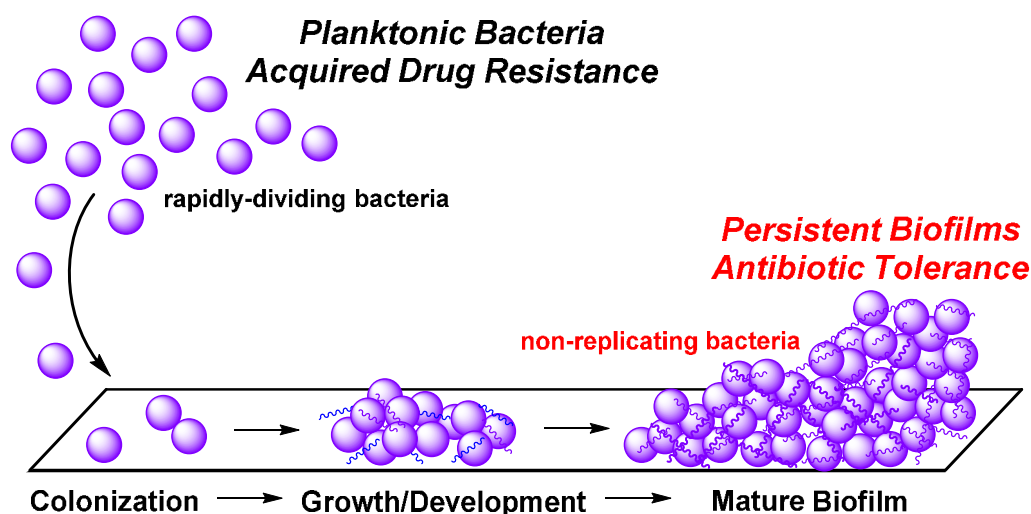 Planktonic Bacteria
Acquired Drug Resistance
rapidly-dividing bacteria
Persistent Biofilms
Antibiotic Tolerance
non-replicating bacteria
Colonization
Growth/Development
Mature Biofilm